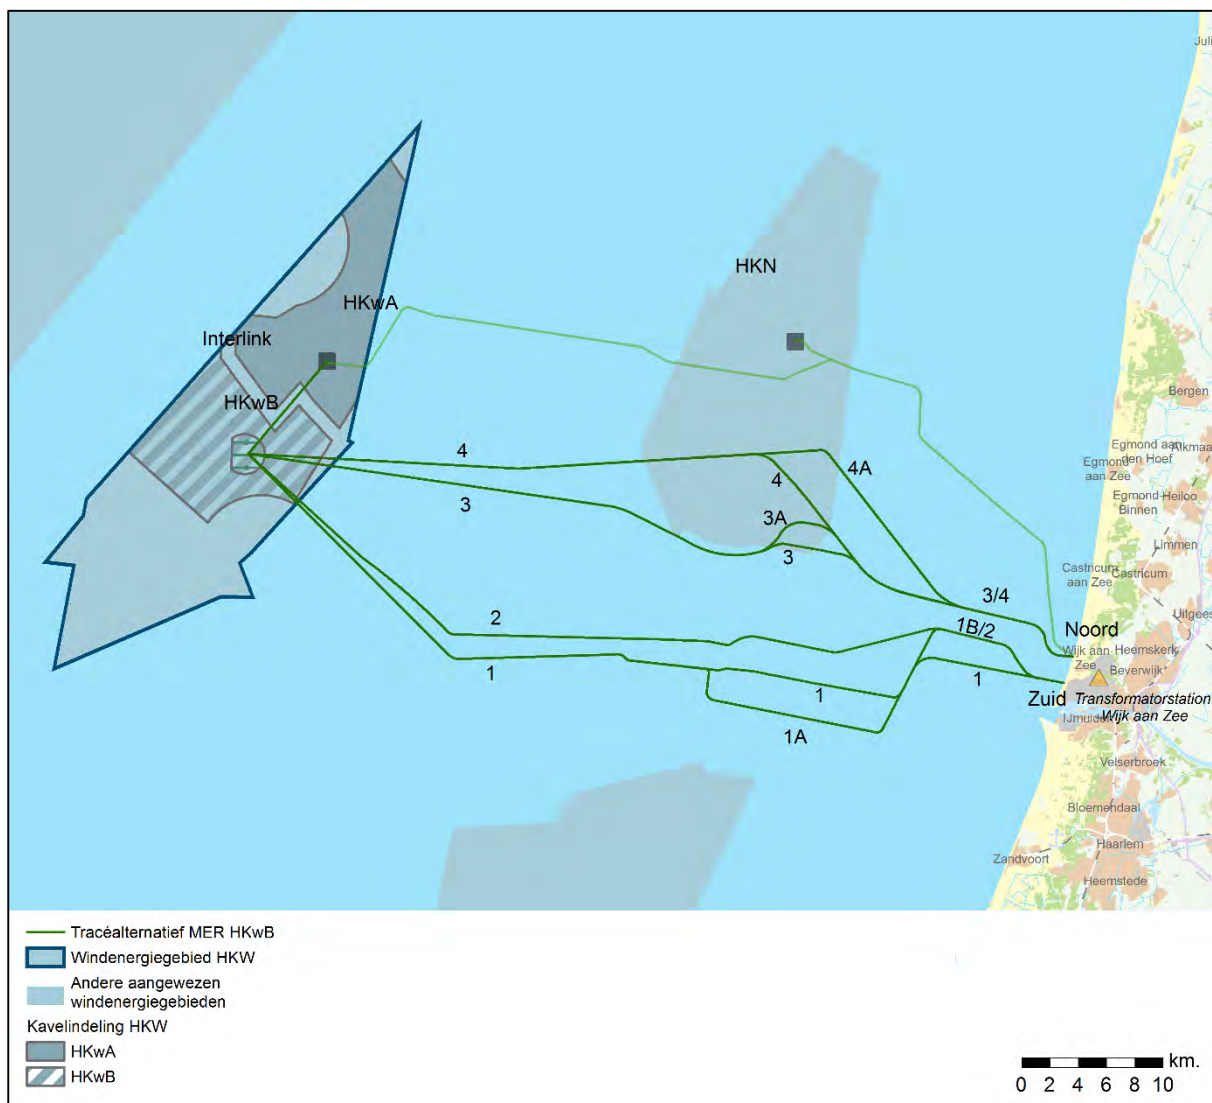 Juli
HKN
HKwA
Interlink
Bergen
HKwB
Egmond aan
den Hoef
Alkmaa
4
4A
Egmond
aan Zee
4
3
Egmond-
Binnen
Heiloo
3A
3
Limmen
Castricum
aan Zee
Castricum
3/4
2
1B/2
Uitgees
Noord
Wijk aan
Zee
Heemskerk
Beverwijk
1
1
1
Zuid
Transformatorstation
Wijk aan Zee
IJmuiden
1A
Velserbroek
Bloemendaal
Haarlem
Zandvoort
Heemstede
Tracéalternatief MER HKwB
Windenergiegebied HKW
Andere aangewezen
windenergiegebieden
Kavelindeling HKW
HKwA
HKwB
km.
0 2 4 6 8 10